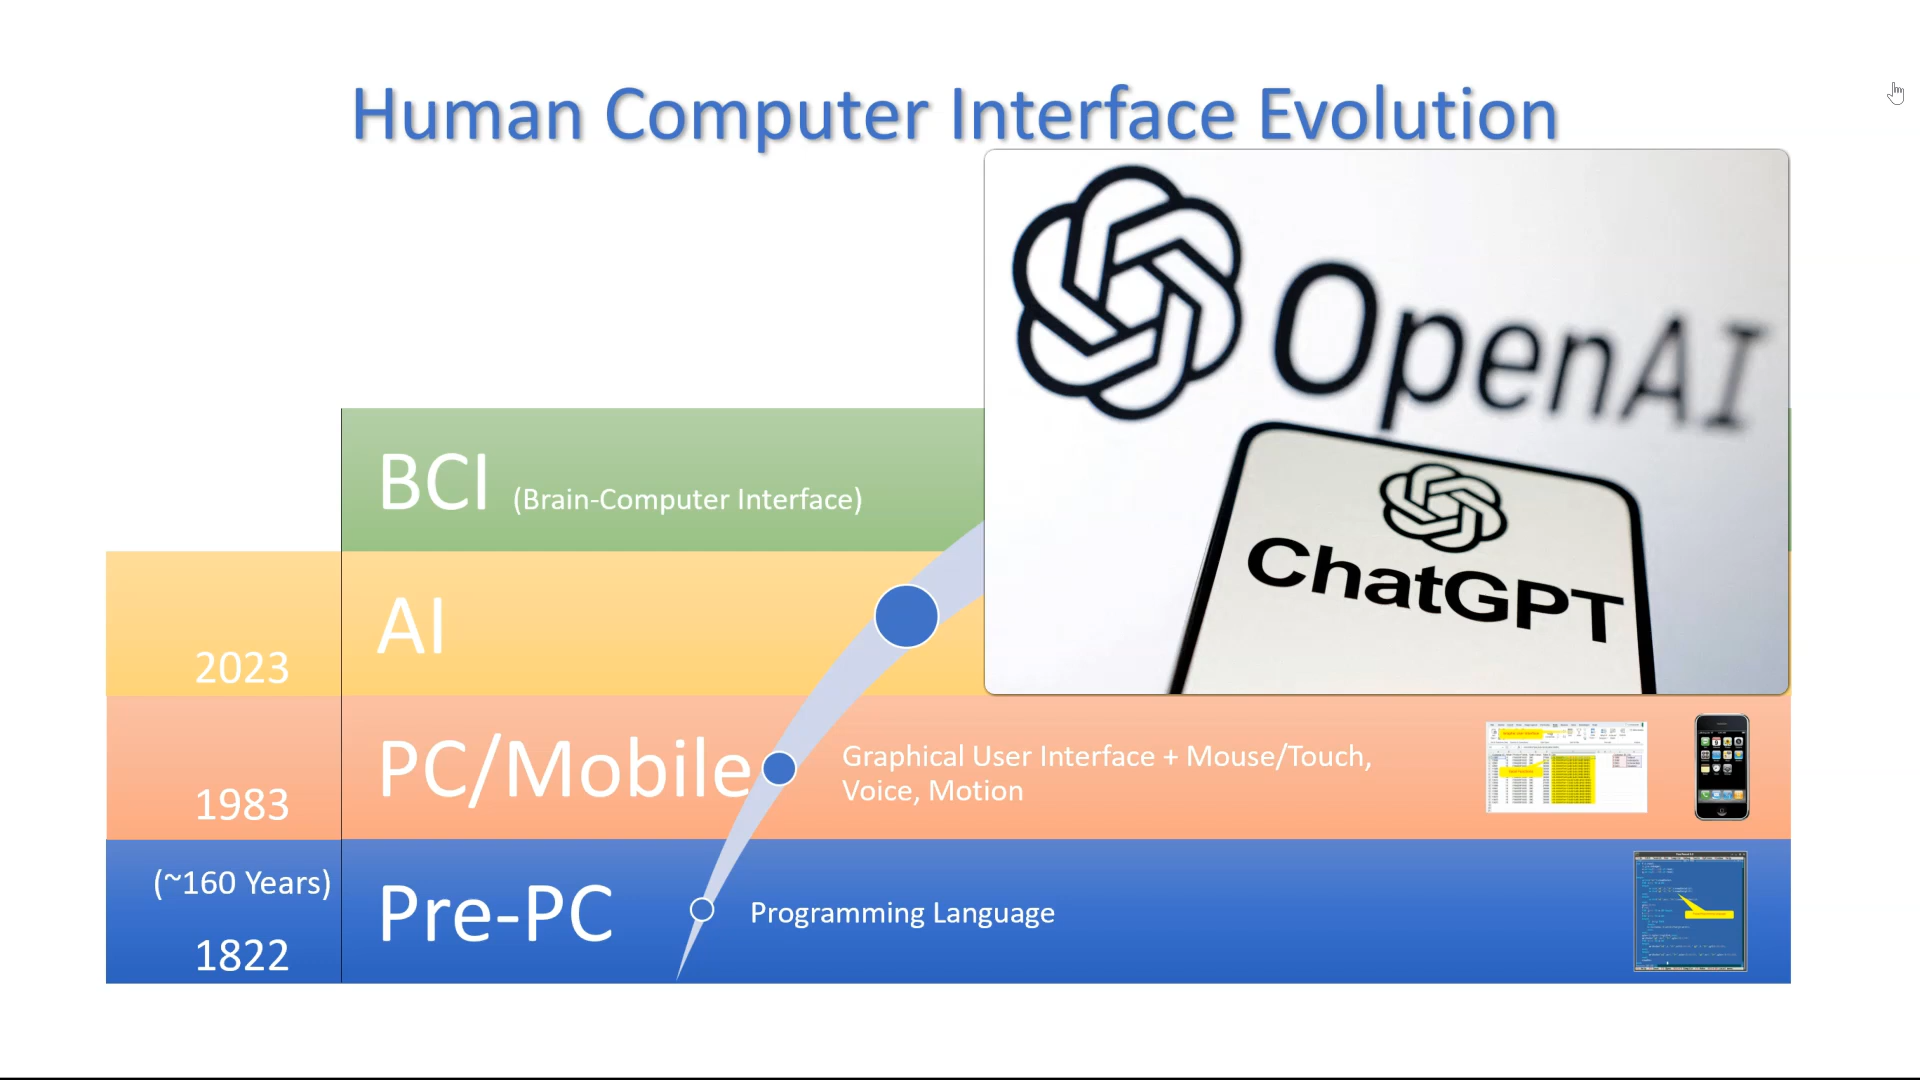 Human Computer Interface Evolution
OpenAI
ChatGPT
BCI (Brain-Computer Interface)
AI
2023
PC/Mobile
Graphical User Interface + Mouse/Touch,
Voice, Motion
1983
(~160 Years)
Pre-PC
Programming Language
1822